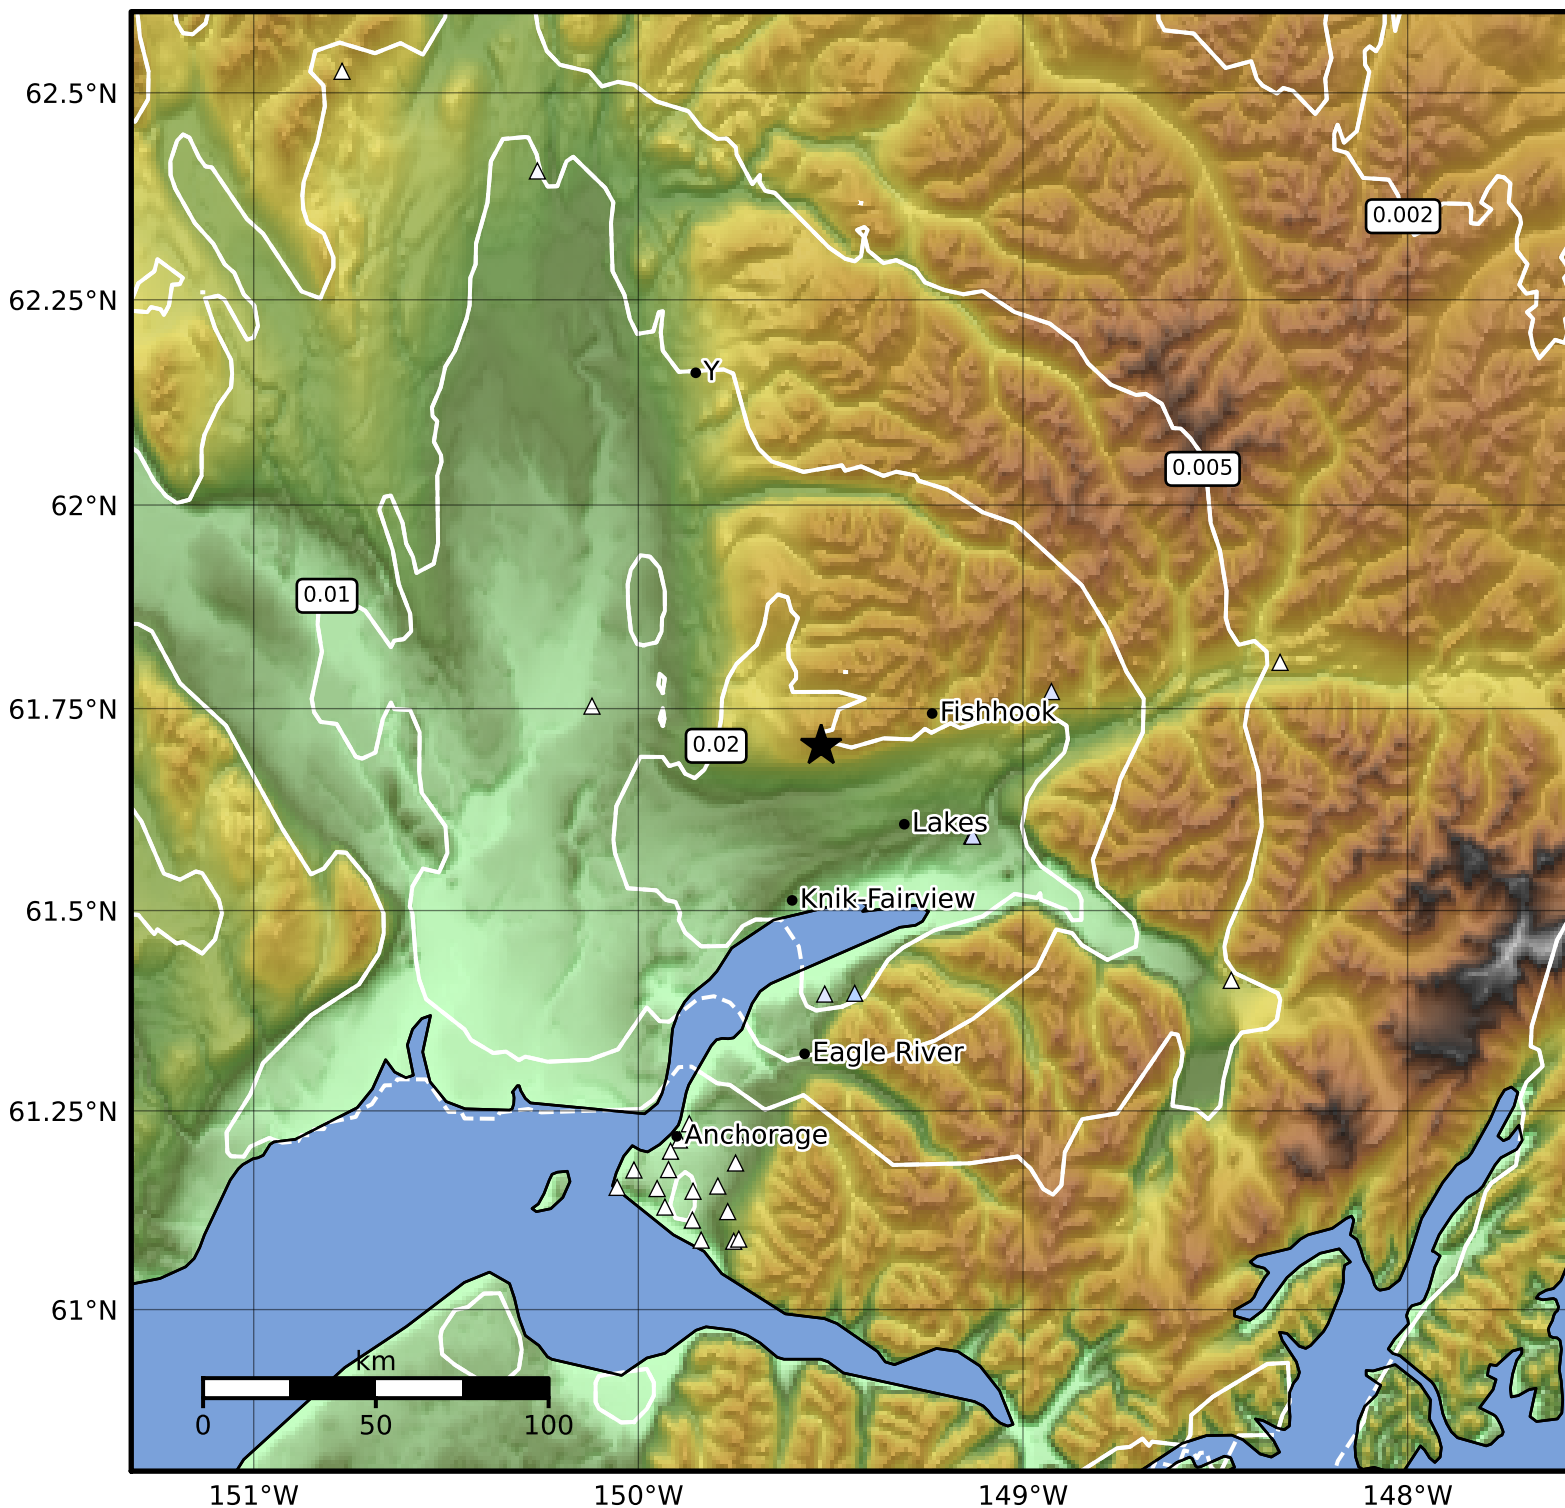 62.5°N
0.002
62.25°N
Y
0.005
62°N
0.01
61.75°N
Fishhook
0.02
Lakes
61.5°N
Knik-Fairview
Eagle River
61.25°N
Anchorage
61°N
km
0 50 100
151°W 150°W 149°W 148°W